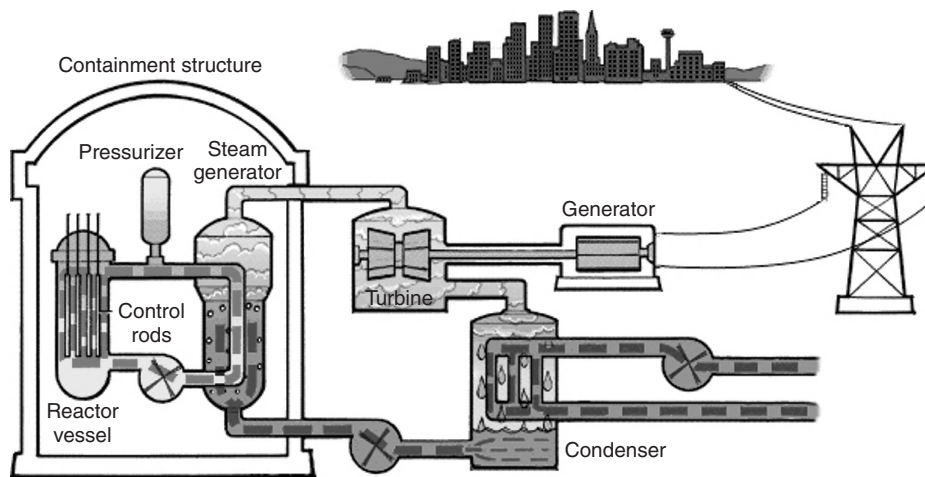 Containment structure
Pressurizer
Steam
generator
Generator
Turbine
Control
rods
Reactor
vessel
Condenser